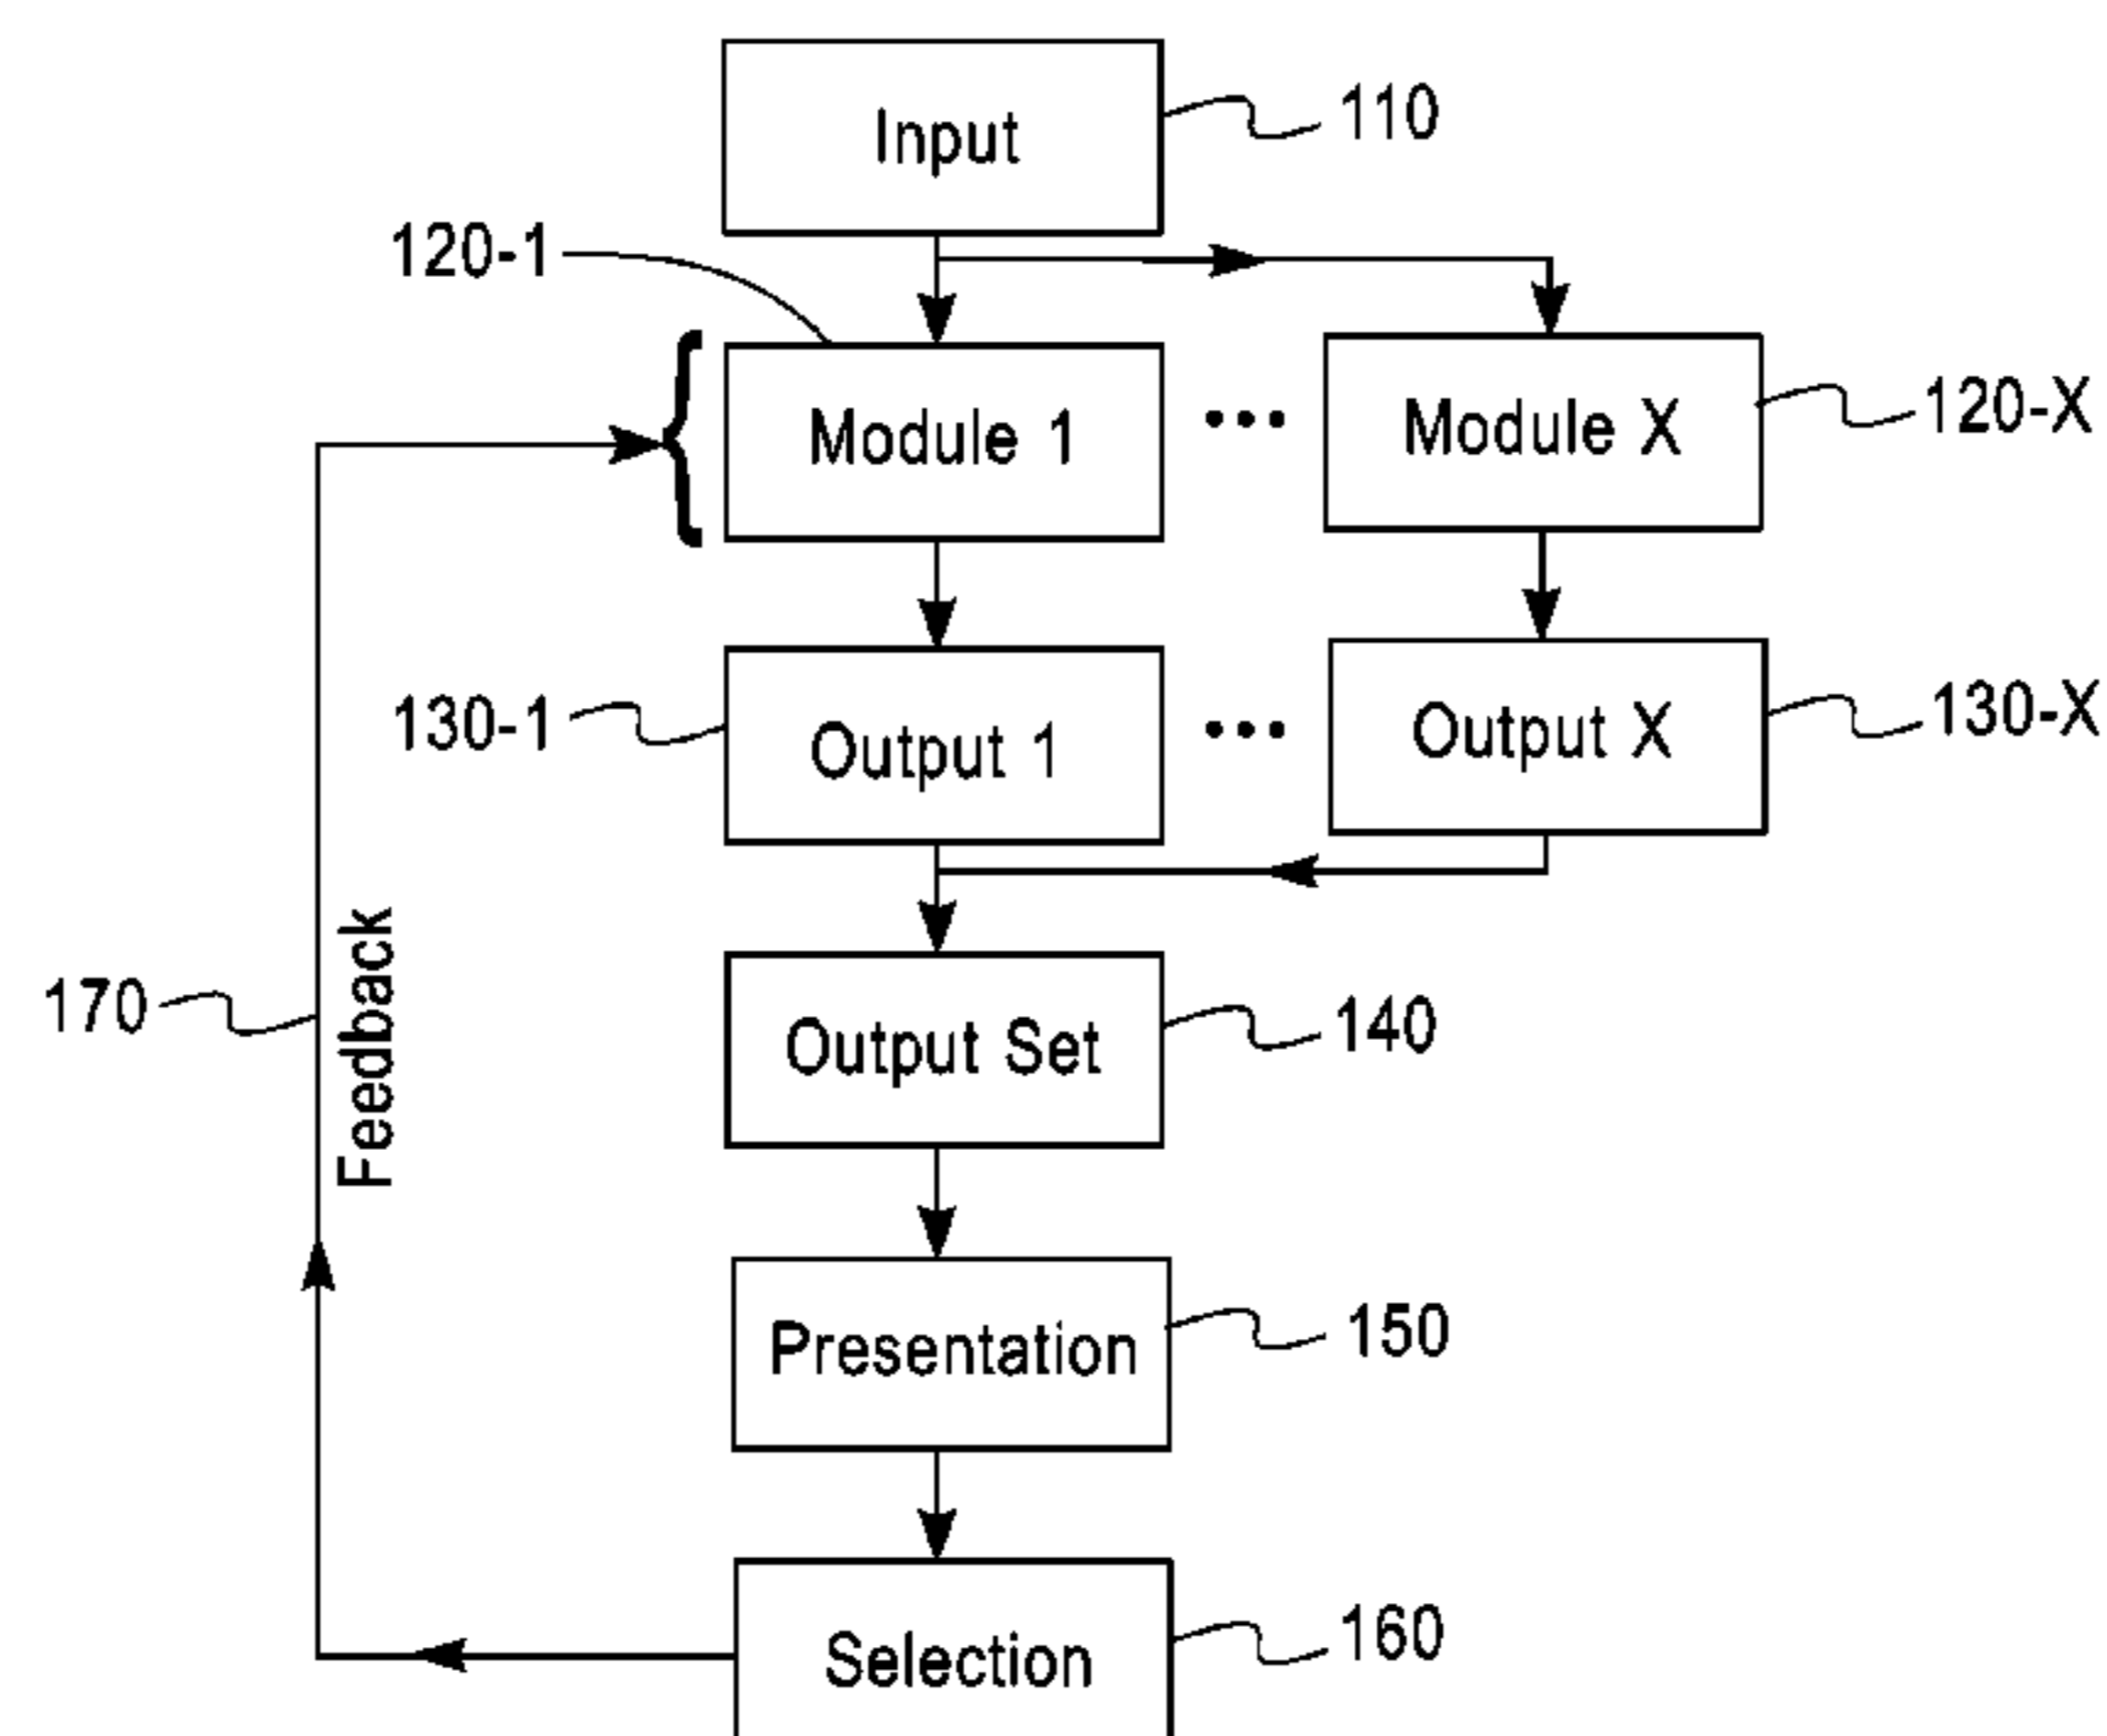 Input
110
120-1
Module 1
•••
Module X
120-X
130-1
Output 1
•••
Output X
130-X
170
Feedback
Output Set
140
Presentation
150
Selection
160